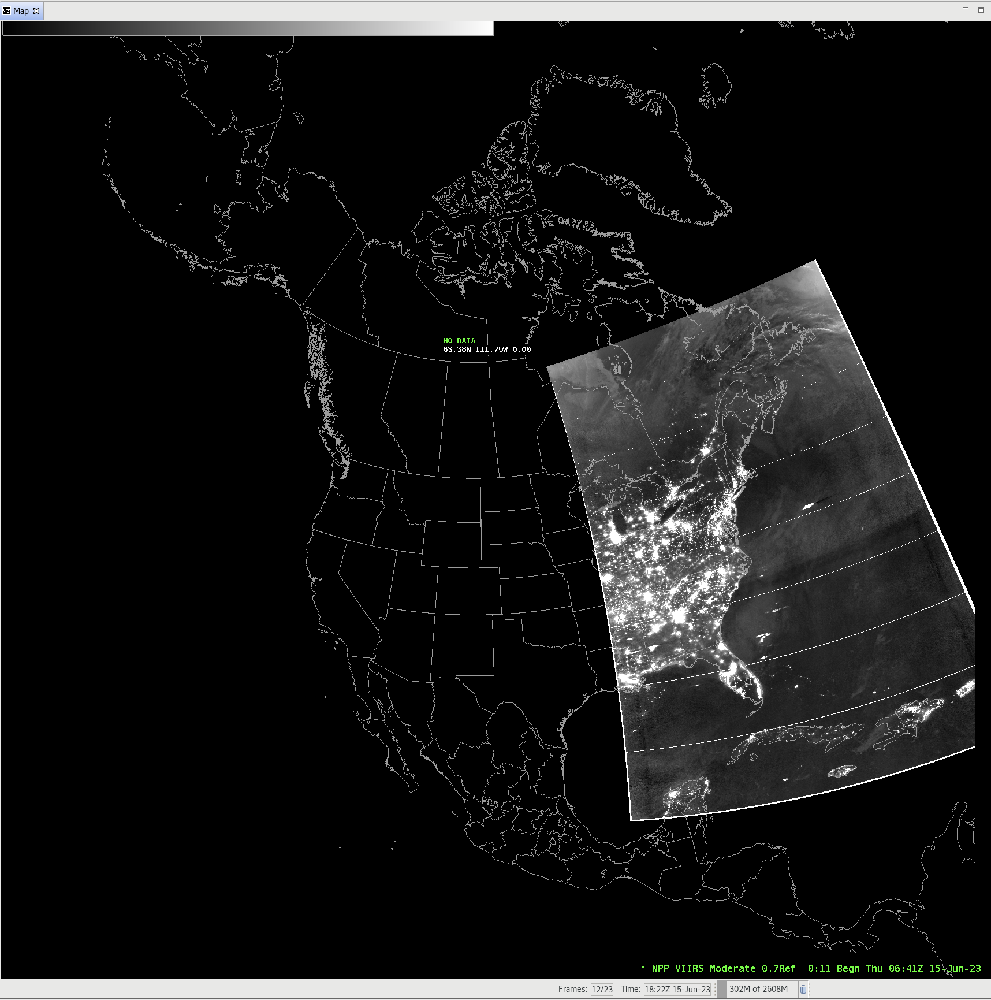 Map
NO DATA
63.38N 111.79W 0.00
* NPP VIIRS Moderate 0.7Ref 0:11 Begn Thu 06:41Z 15-Jun-23
Frames: 12/23 Time: 18:22Z 15-Jun-23 302M of 2608M